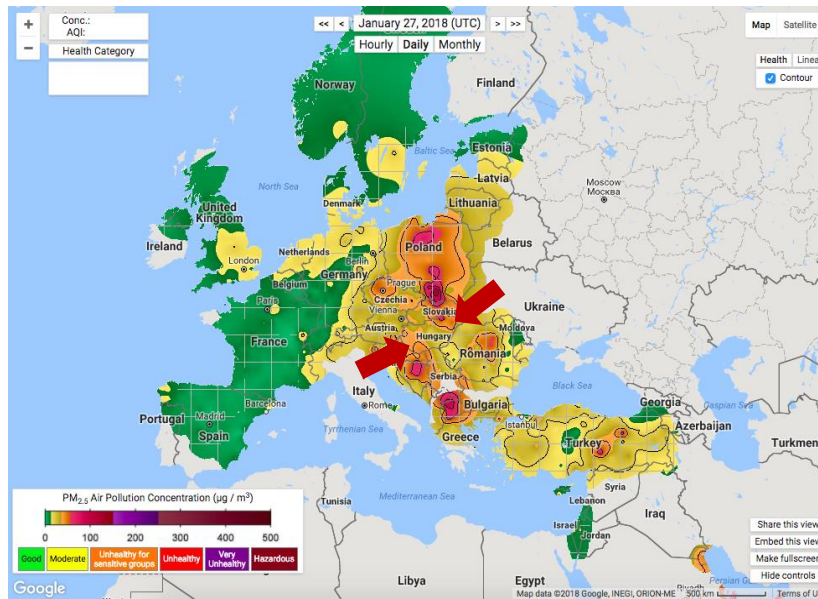 +
−
Conc.:
AQI:
Health Category
<< < January 27, 2018 (UTC) > >>
Hourly Daily Monthly
Map Satellite
Health Linea
Contour
Norway
Finland
Estonia
Baltic Sea
Latvia
Moscow
Москва
North Sea
Denmark
Lithuania
United
Kingdom
Ireland
Netherlands
London
Berlin
Poland
Belarus
Germany
Belgium
Prague
Czechia
Paris
Vienna
Slovakia
Ukraine
Austria
Hungary
Moldova
France
Romania
Serbia
Italy
Black Sea
Rome
Bulgaria
Georgia
Caspian Sea
Portugal
Madrid
Barcelona
Spain
Tyrrhenian Sea
Istanbul
Azerbaijan
Greece
Turkey
Turkmen
Syria
Mediterranean Sea
Tunisia
Lebanon
Iraq
Israel
Jordan
PM2.5 Air Pollution Concentration (µg / m³)
0 100 200 300 400 500
Good
Moderate
Unhealthy for
sensitive groups
Unhealthy
Very
Unhealthy
Hazardous
Share this view
Embed this view
Make fullscreen
Hide controls
Persian G
Libya
Egypt
Google
Map data ©2018 Google, INEGI, ORION-ME
500 km
Terms of U